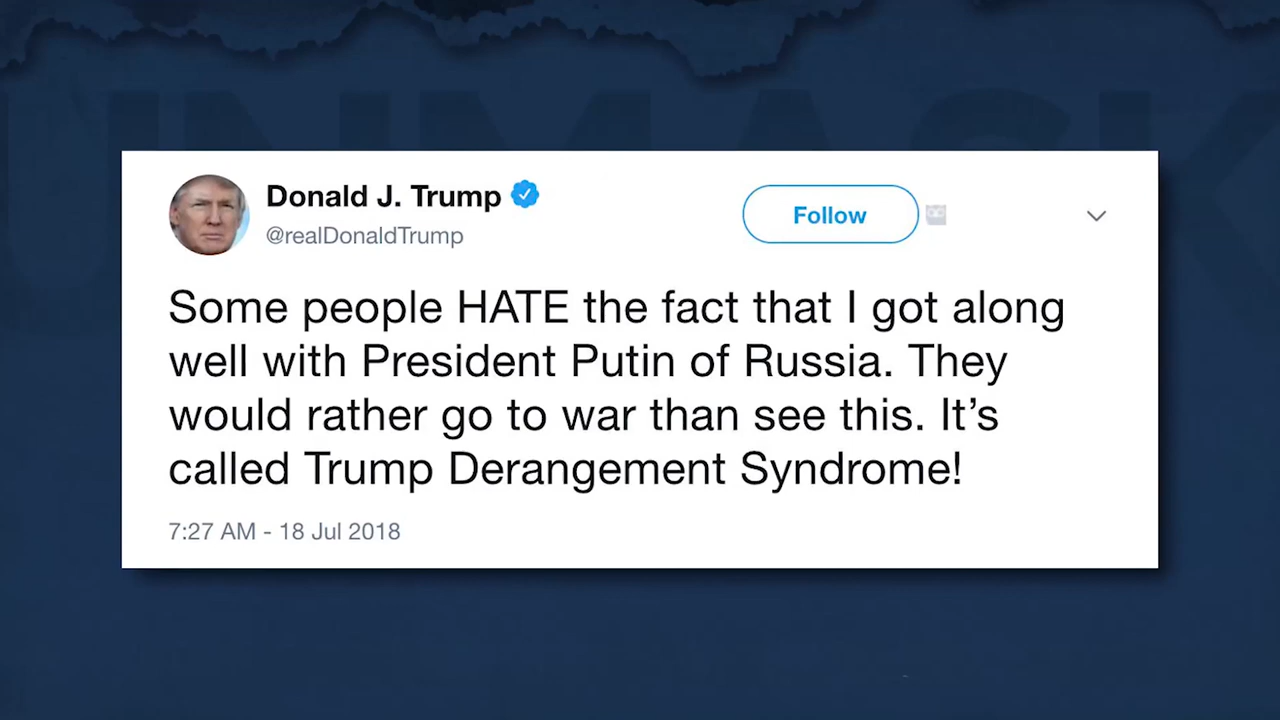 UNMASK
Donald J. Trump
Follow
@realDonaldTrump
Some people HATE the fact that I got along
well with President Putin of Russia. They
would rather go to war than see this. It’s
called Trump Derangement Syndrome!
7:27 AM - 18 Jul 2018